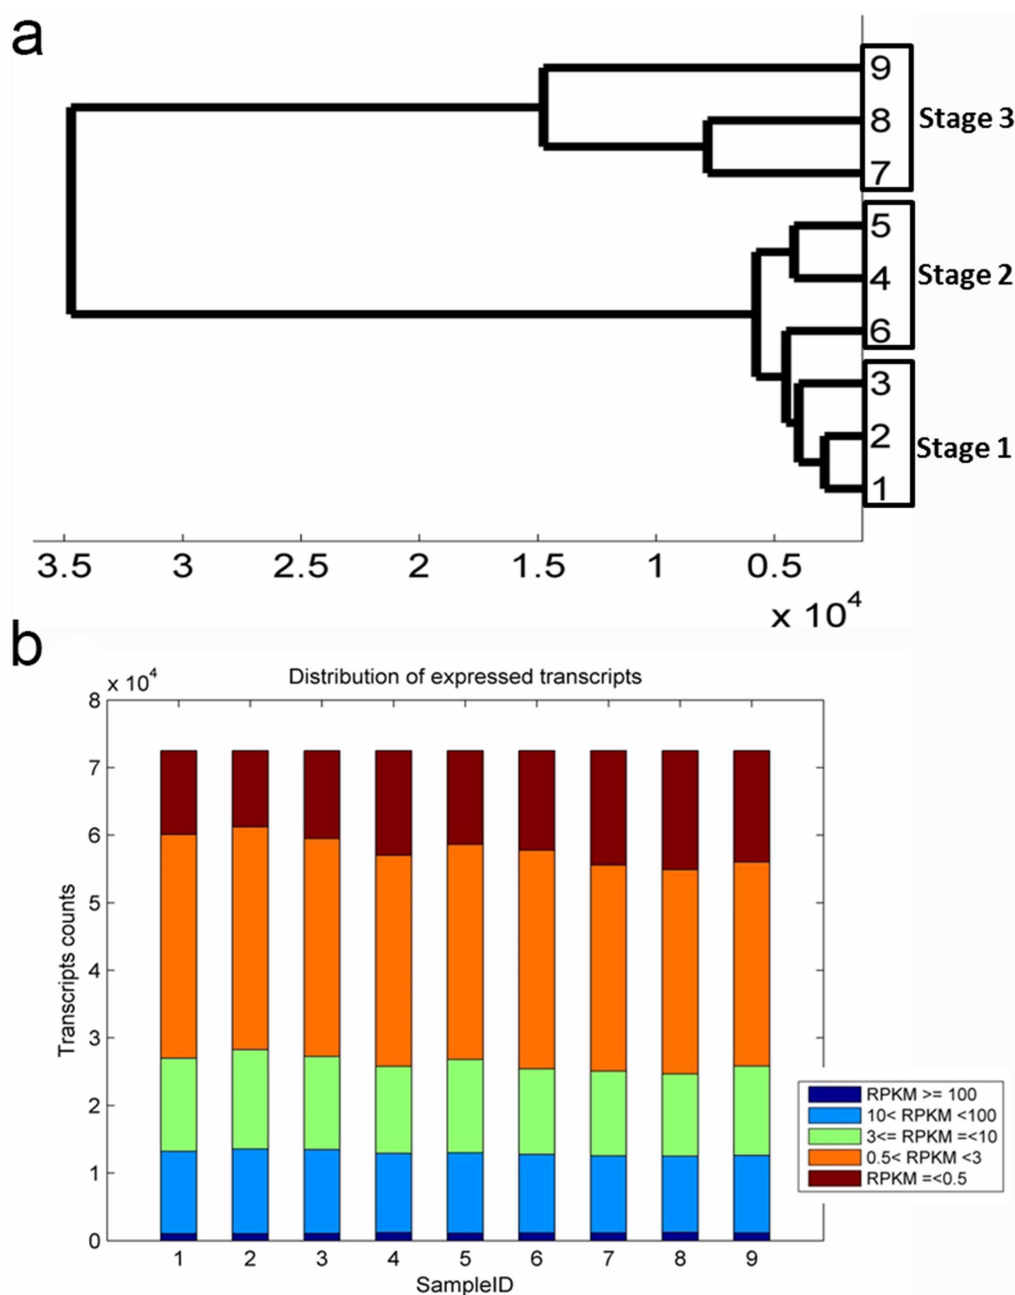 a
9
8
Stage 3
7
5
4
Stage 2
6
3
2
Stage 1
1
3.5 3 2.5 2 1.5 1 0.5
x 10^4
b
Distribution of expressed transcripts
x 10^4
8
7
6
5
4
3
2
1
0
Transcripts counts
RPKM >= 100
10< RPKM <100
3<= RPKM =<10
0.5< RPKM <3
RPKM =<0.5
1 2 3 4 5 6 7 8 9
SampleID